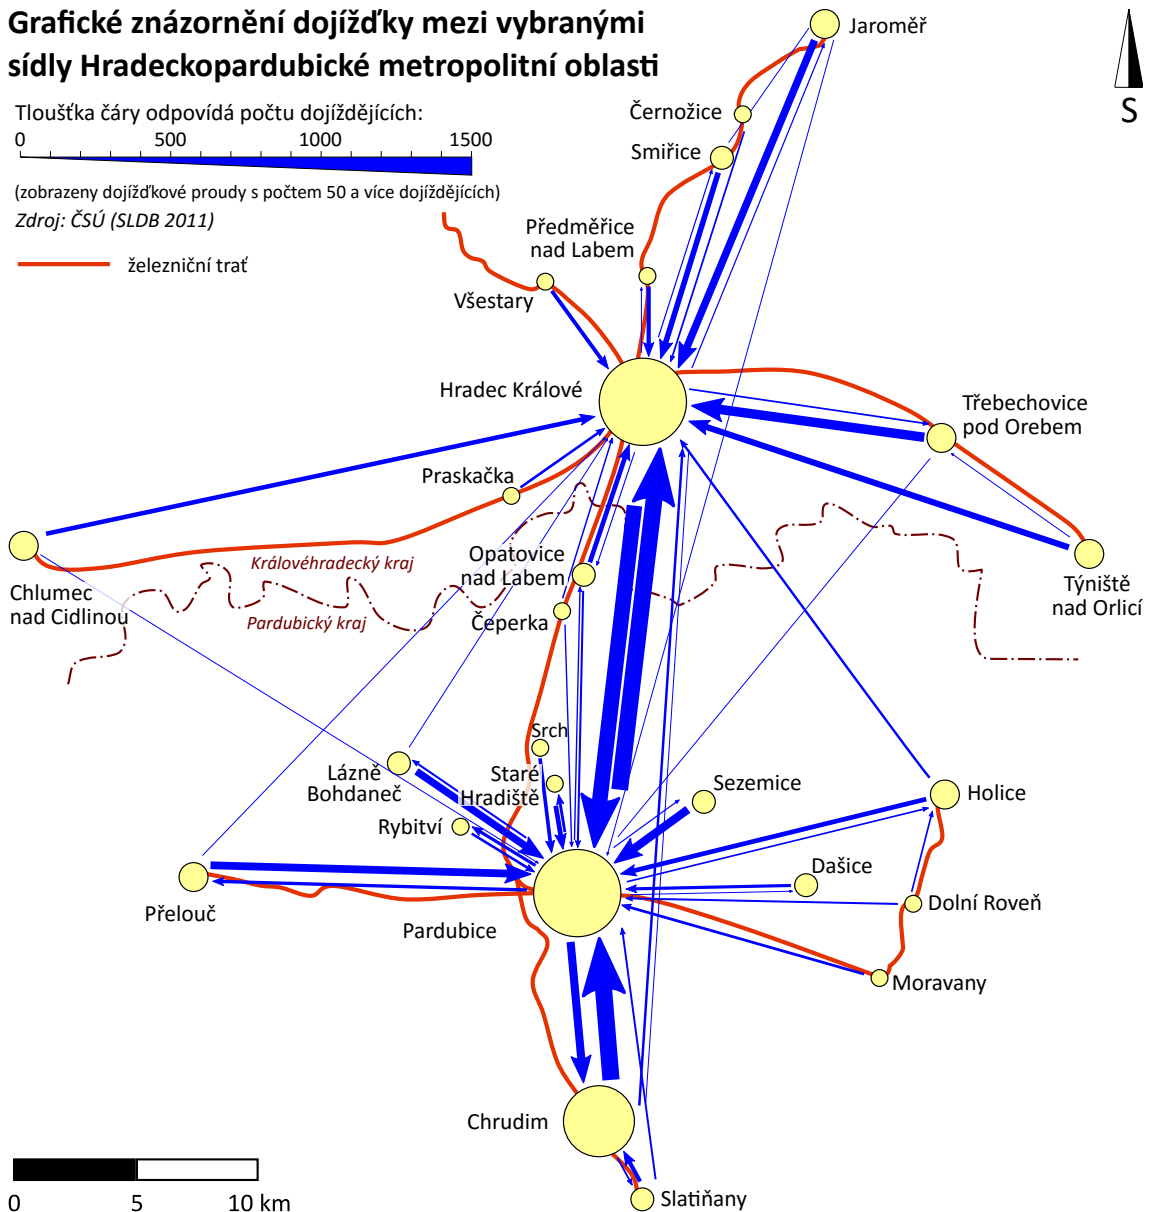 Grafické znázornění dojížďky mezi vybranými
sídly Hradeckopardubické metropolitní oblasti
Tloušťka čáry odpovídá počtu dojíždějících:
0 500 1000 1500
(zobrazeny dojížďkové proudy s počtem 50 a více dojíždějících)
Zdroj: ČSÚ (SLDB 2011)
železniční trať
S
Jaroměř
Černožice
Smiřice
Předměřice
nad Labem
Všestary
Hradec Králové
Třebechovice
pod Orebem
Praskačka
Královéhradecký kraj
Pardubický kraj
Chlumec
nad Cidlinou
Opatovice
nad Labem
Čeperka
Týniště
nad Orlicí
Srch
Staré
Hradiště
Lázně
Bohdaneč
Rybitví
Sezemice
Holice
Dašice
Dolní Roveň
Přelouč
Pardubice
Moravany
Chrudim
Slatiňany
0 5 10 km